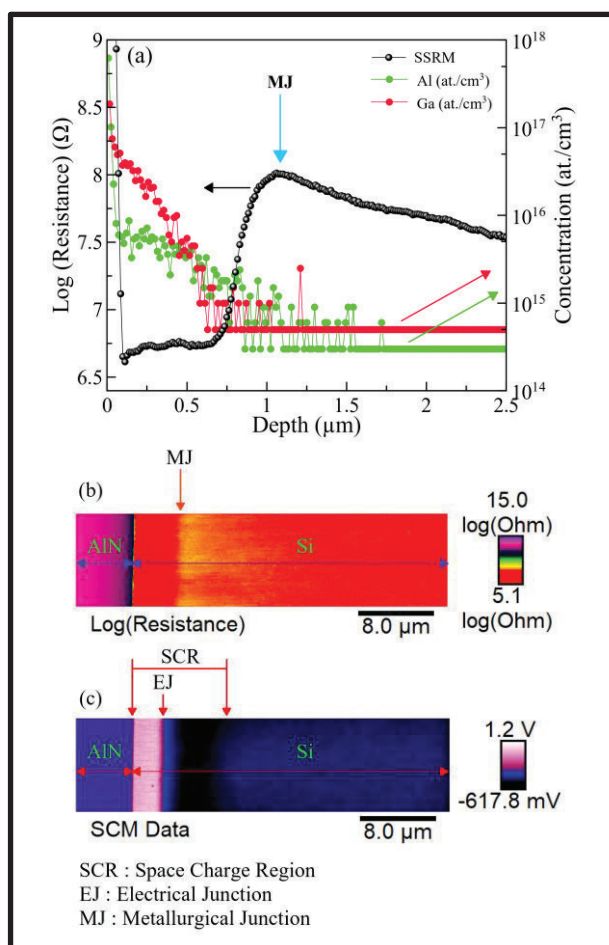 (a)
MJ
SSRM
Al (at./cm³)
Ga (at./cm³)
Log (Resistance) (Ω)
9
8.5
8
7.5
7
6.5
10¹⁸
10¹⁷
10¹⁶
10¹⁵
10¹⁴
Concentration (at./cm³)
0 0.5 1 1.5 2 2.5
Depth (µm)
(b)
MJ
AlN Si
15.0
log(Ohm)
5.1
log(Ohm)
Log(Resistance)
8.0 µm
SCR
(c) EJ
AlN Si
1.2 V
-617.8 mV
SCM Data
8.0 µm
SCR : Space Charge Region
EJ : Electrical Junction
MJ : Metallurgical Junction